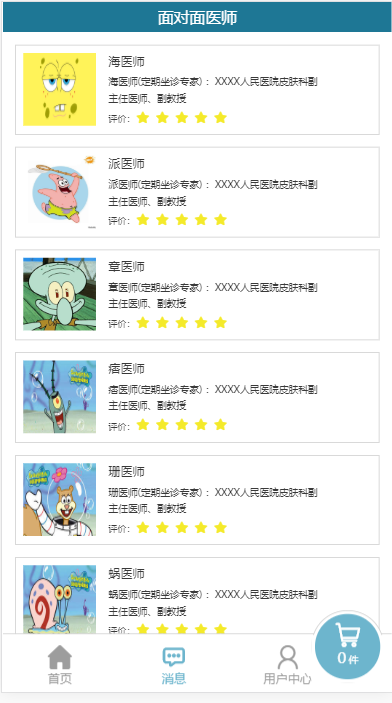 面对面医师
海医师
海医师(定期坐诊专家)：XXXX人民医院皮肤科副
主任医师、副教授
评价：
派医师
派医师(定期坐诊专家)：XXXX人民医院皮肤科副
主任医师、副教授
评价：
章医师
章医师(定期坐诊专家)：XXXX人民医院皮肤科副
主任医师、副教授
评价：
痞医师
痞医师(定期坐诊专家)：XXXX人民医院皮肤科副
主任医师、副教授
评价：
珊医师
珊医师(定期坐诊专家)：XXXX人民医院皮肤科副
主任医师、副教授
评价：
蜗医师
蜗医师(定期坐诊专家)：XXXX人民医院皮肤科副
主任医师、副教授
评价：
首页
消息
用户中心
0件